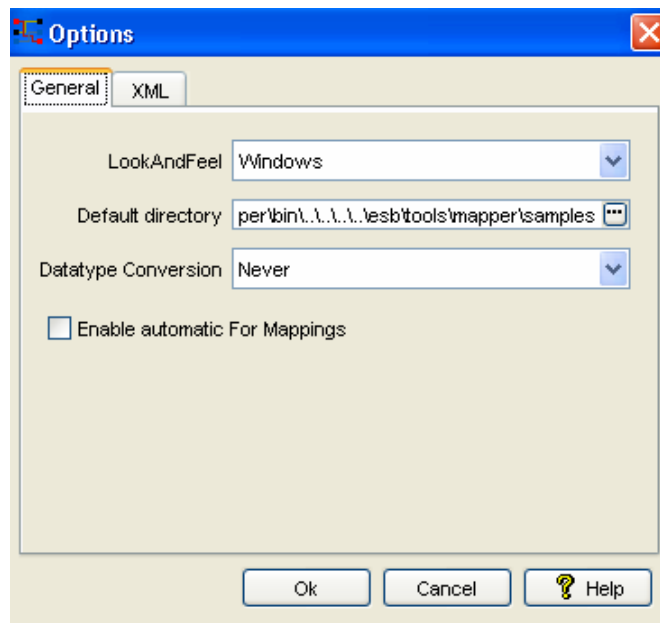 Options
General XML
LookAndFeel Windows
Default directory per\bin\..\..\..\..\esb\tools\mapper\samples ...
Datatype Conversion Never
Enable automatic For Mappings
Ok Cancel ? Help